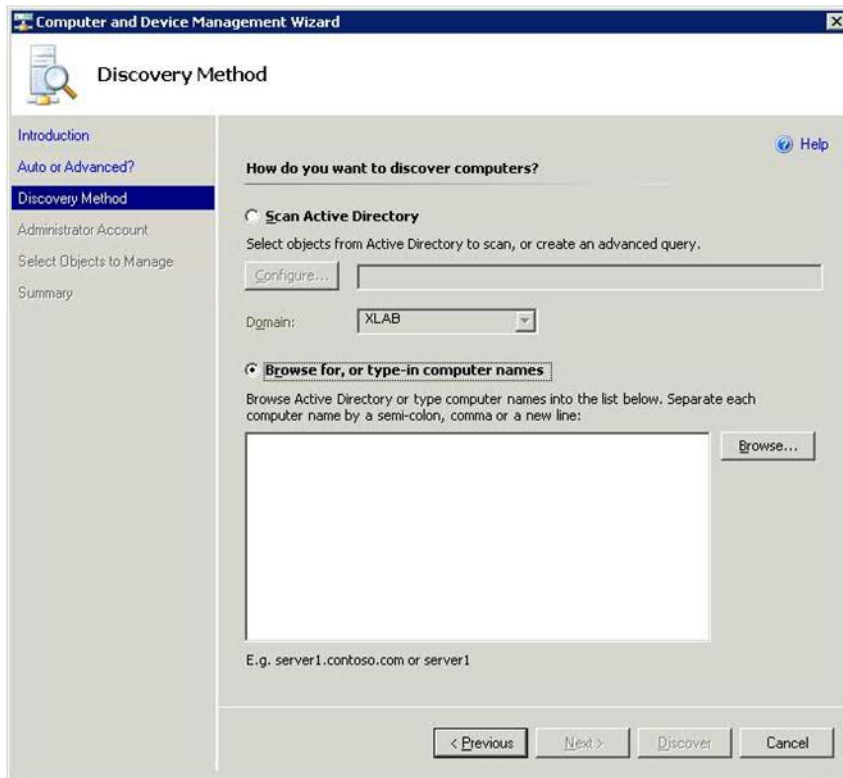 Computer and Device Management Wizard
Discovery Method
Introduction
Auto or Advanced?
Discovery Method
Administrator Account
Select Objects to Manage
Summary
Help
How do you want to discover computers?
Scan Active Directory
Select objects from Active Directory to scan, or create an advanced query.
Configure...
Domain: XLAB
Browse for, or type-in computer names
Browse Active Directory or type computer names into the list below. Separate each
computer name by a semi-colon, comma or a new line:
Browse...
E.g. server1.contoso.com or server1
< Previous Next > Discover Cancel